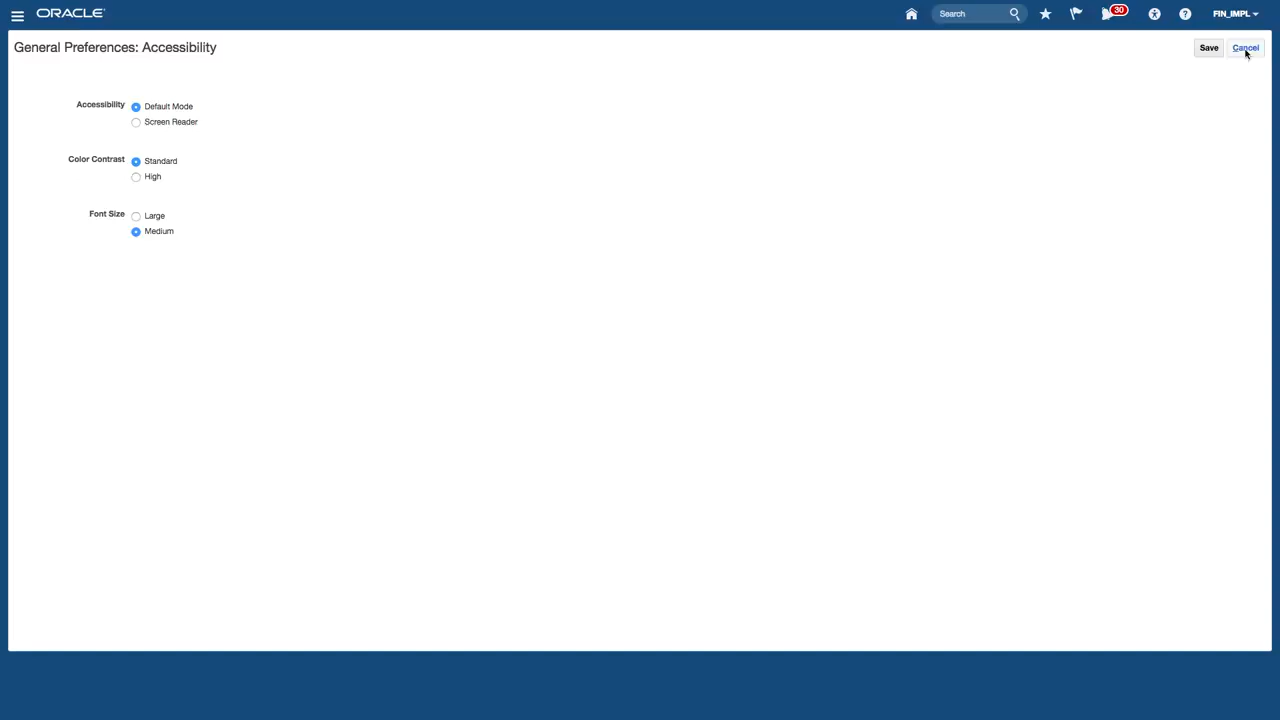 ORACLE
Search
30
FIN_IMPL
General Preferences: Accessibility
Save
Cancel
Accessibility
Default Mode
Screen Reader
Color Contrast
Standard
High
Font Size
Large
Medium